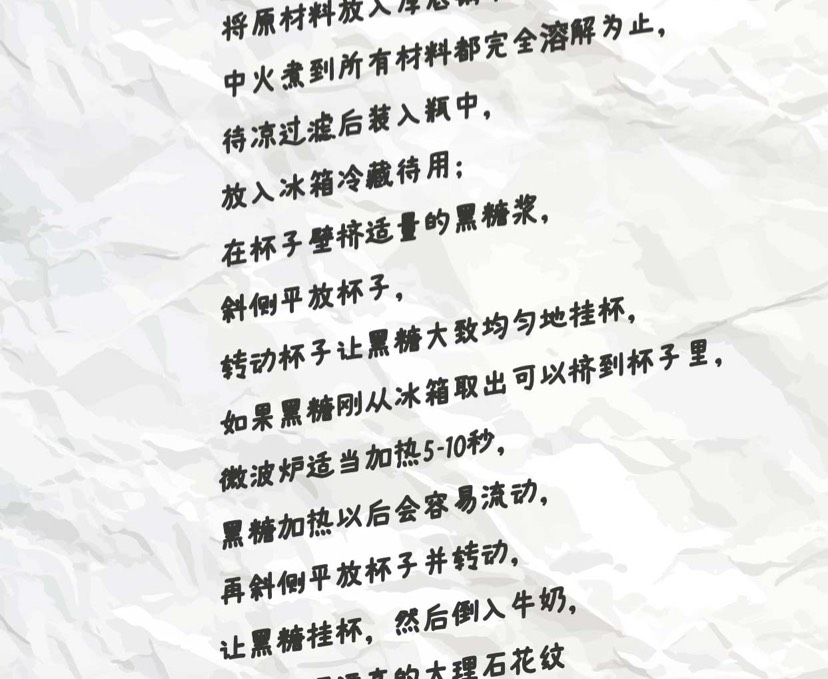 将原材料放入厚
中火煮到所有材料都完全溶解为止，
待凉过滤后装入瓶中，
放入冰箱冷藏待用；
在杯子壁挤适量的黑糖浆，
斜侧平放杯子，
转动杯子让黑糖大致均匀地挂杯，
如果黑糖刚从冰箱取出可以挤到杯子里，
微波炉适当加热5-10秒，
黑糖加热以后会容易流动，
再斜侧平放杯子并转动，
让黑糖挂杯，然后倒入牛奶，
漂亮的大理石花纹